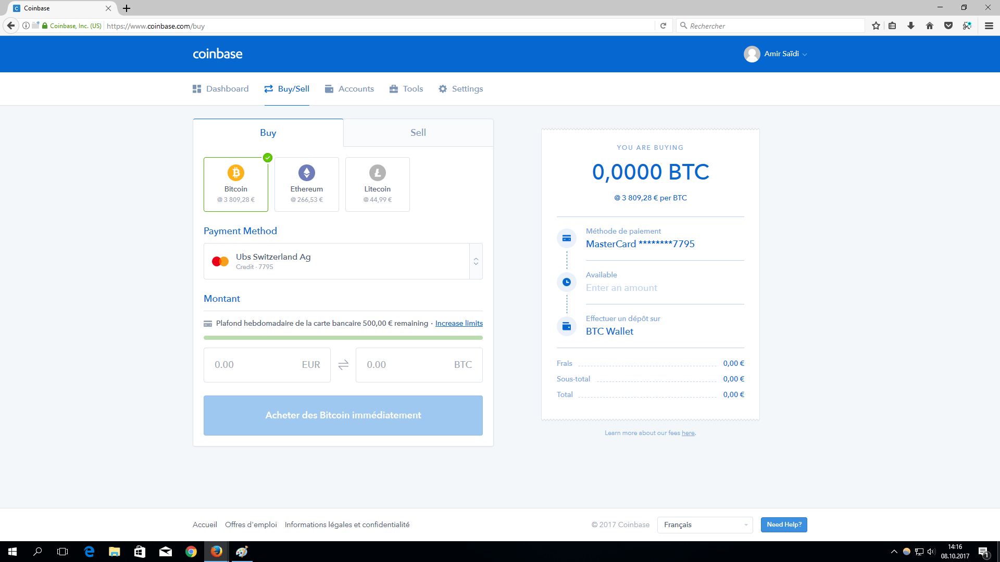 Coinbase
Coinbase, Inc. (US) https://www.coinbase.com/buy Rechercher
coinbase
Amir Saïdi
Dashboard Buy/Sell Accounts Tools Settings
Buy Sell
Bitcoin
@ 3 809,28 €
Ethereum
@ 266,53 €
Litecoin
@ 44,99 €
Payment Method
Ubs Switzerland Ag
Credit · 7795
Montant
Plafond hebdomadaire de la carte bancaire 500,00 € remaining · Increase limits
0.00 EUR 0.00 BTC
Acheter des Bitcoin immédiatement
YOU ARE BUYING
0,0000 BTC
@ 3 809,28 € per BTC
Méthode de paiement
MasterCard ********7795
Available
Enter an amount
Effectuer un dépôt sur
BTC Wallet
Frais 0,00 €
Sous-total 0,00 €
Total 0,00 €
Learn more about our fees here.
Accueil Offres d'emploi Informations légales et confidentialité
© 2017 Coinbase Français Need Help?
14:16
08.10.2017
1